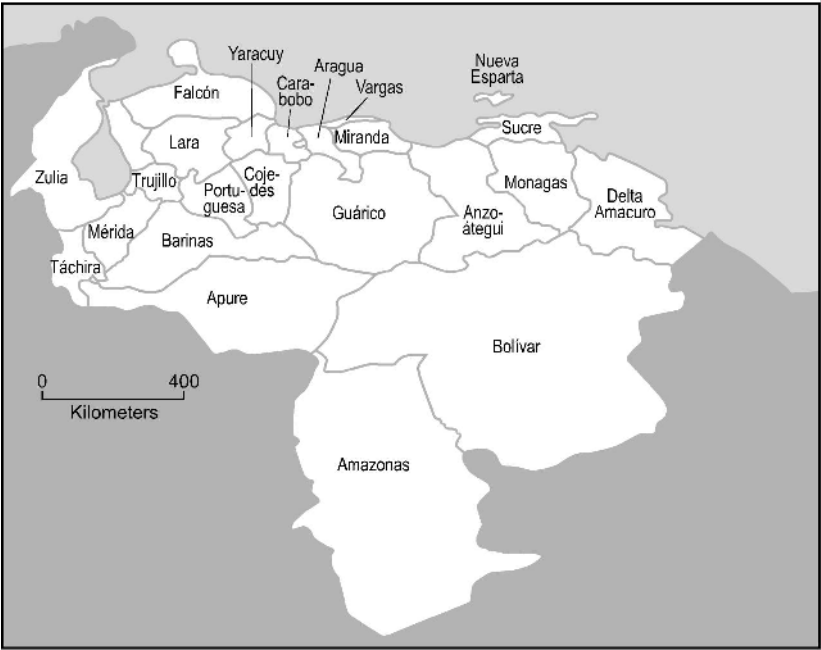 Nueva
Esparta
Yaracuy
Aragua
Cara-
bobo
Vargas
Falcón
Sucre
Lara
Miranda
Zulia
Trujillo
Portu-
guesa
Coje-
des
Monagas
Delta
Amacuro
Guárico
Anzo-
átegui
Mérida
Barinas
Táchira
Apure
Bolívar
0 400
Kilometers
Amazonas